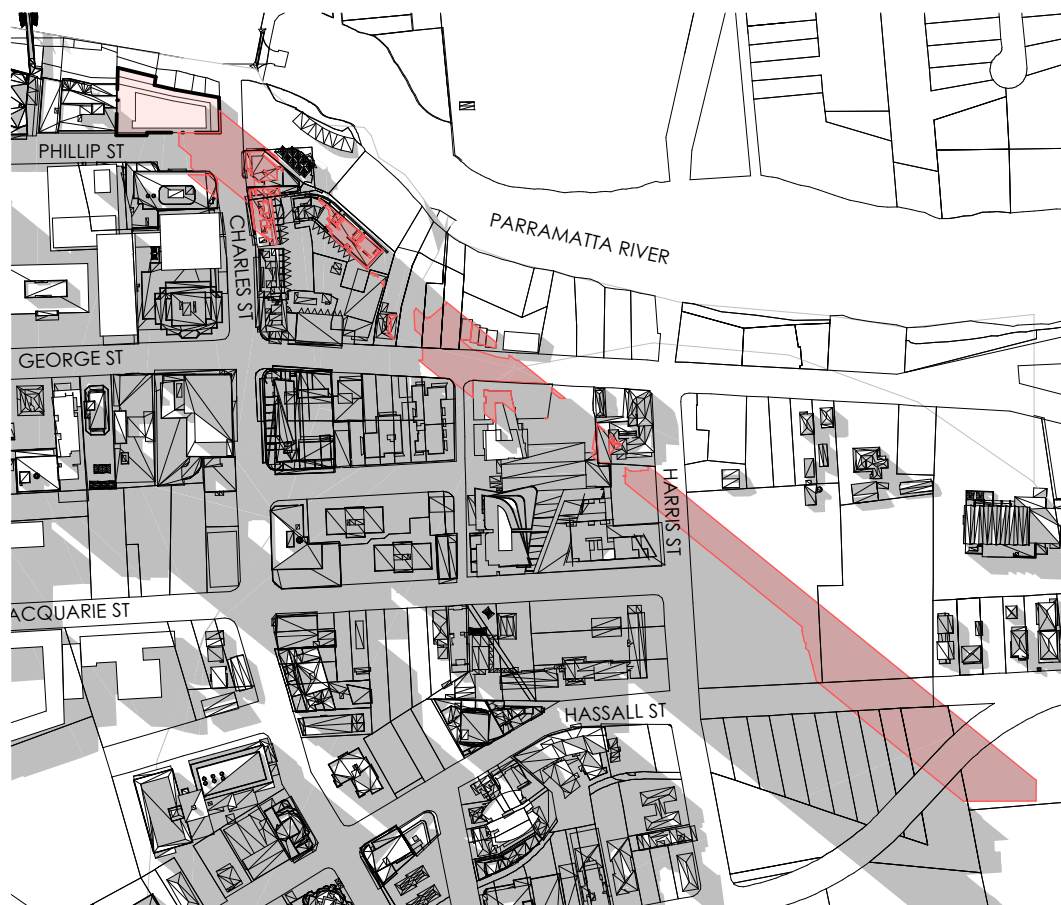 PHILLIP ST
CHARLES ST
PARRAMATTA RIVER
GEORGE ST
HARRIS ST
ACQUARIE ST
HASSALL ST